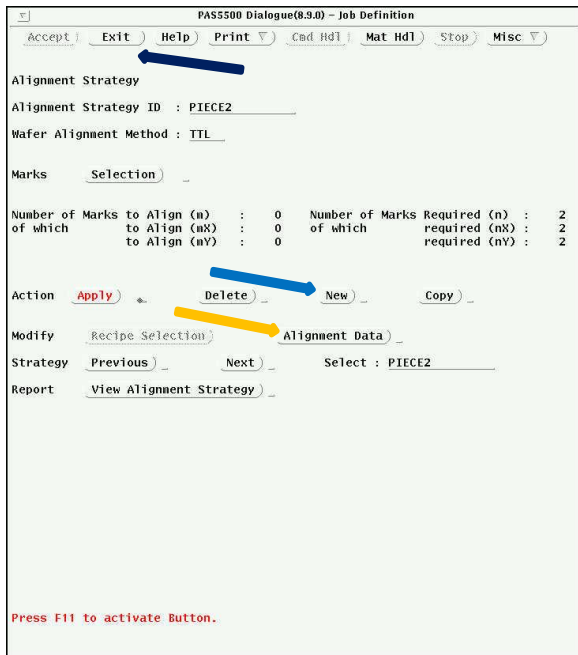 PAS5500 Dialogue(8.9.0) – Job Definition
Accept Exit Help Print Cmd Hdl Mat Hdl Stop Misc
Alignment Strategy
Alignment Strategy ID : PIECE2
Wafer Alignment Method : TTL
Marks Selection
Number of Marks to Align (m) : 0 Number of Marks Required (n) : 2
of which to Align (mX) : 0 of which required (nX) : 2
to Align (mY) : 0 required (nY) : 2
Action Apply Delete New Copy
Modify Recipe Selection Alignment Data
Strategy Previous Next Select : PIECE2
Report View Alignment Strategy
Press F11 to activate Button.